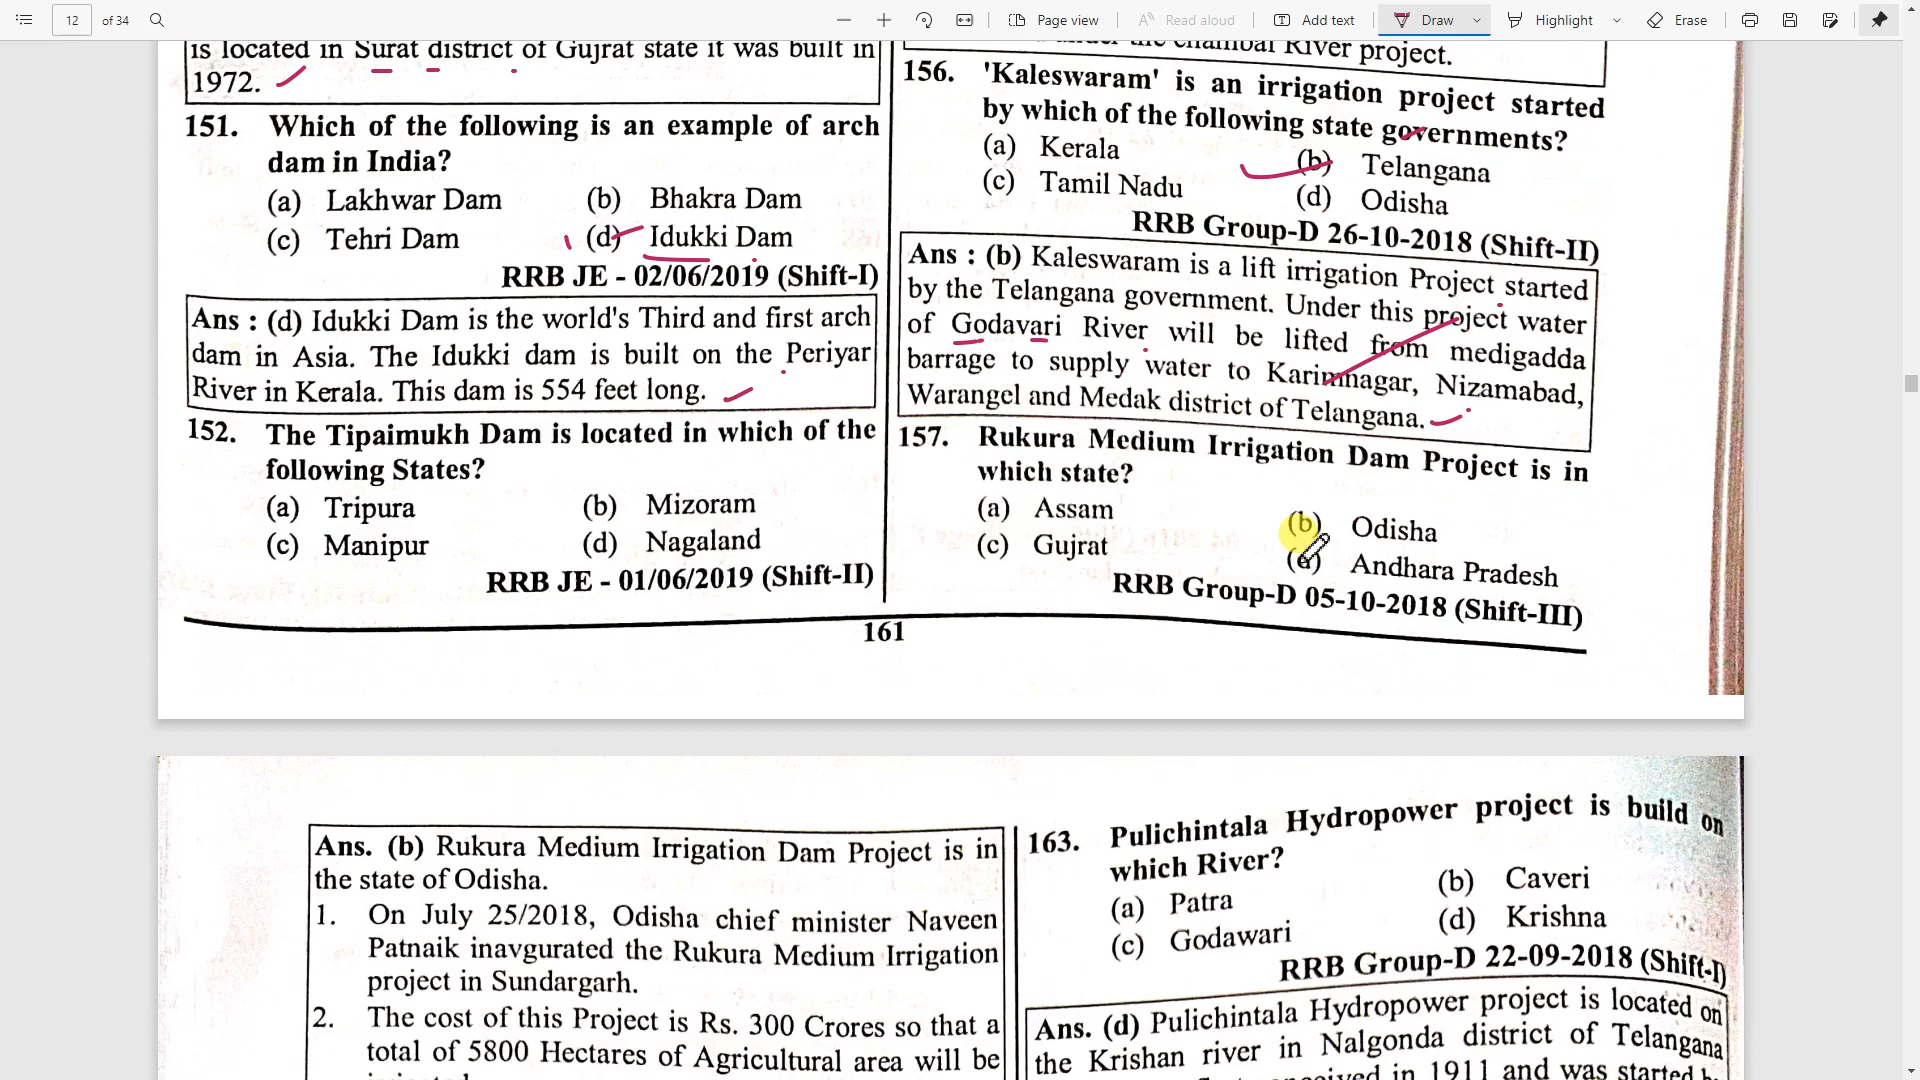 12 of 34
Page view
Read aloud
Add text
Draw
Highlight
Erase
is located in Surat district of Gujrat state it was built in
1972.
151. Which of the following is an example of arch
dam in India?
(a) Lakhwar Dam (b) Bhakra Dam
(c) Tehri Dam (d) Idukki Dam
RRB JE - 02/06/2019 (Shift-I)
Ans : (d) Idukki Dam is the world's Third and first arch
dam in Asia. The Idukki dam is built on the Periyar
River in Kerala. This dam is 554 feet long.
152. The Tipaimukh Dam is located in which of the
following States?
(a) Tripura (b) Mizoram
(c) Manipur (d) Nagaland
RRB JE - 01/06/2019 (Shift-II)
the chambal River project.
156. 'Kaleswaram' is an irrigation project started
by which of the following state governments?
(a) Kerala (b) Telangana
(c) Tamil Nadu (d) Odisha
RRB Group-D 26-10-2018 (Shift-II)
Ans : (b) Kaleswaram is a lift irrigation Project started
by the Telangana government. Under this project water
of Godavari River will be lifted from medigadda
barrage to supply water to Karimnagar, Nizamabad,
Warangel and Medak district of Telangana.
157. Rukura Medium Irrigation Dam Project is in
which state?
(a) Assam (b) Odisha
(c) Gujrat Andhara Pradesh
RRB Group-D 05-10-2018 (Shift-III)
161
Ans. (b) Rukura Medium Irrigation Dam Project is in
the state of Odisha.
1. On July 25/2018, Odisha chief minister Naveen
Patnaik inavgurated the Rukura Medium Irrigation
project in Sundargarh.
2. The cost of this Project is Rs. 300 Crores so that a
total of 5800 Hectares of Agricultural area will be
163. Pulichintala Hydropower project is build on
which River?
(a) Patra (b) Caveri
(c) Godawari (d) Krishna
RRB Group-D 22-09-2018 (Shift-I)
Ans. (d) Pulichintala Hydropower project is located on
the Krishan river in Nalgonda district of Telangana
in 1911 and was started